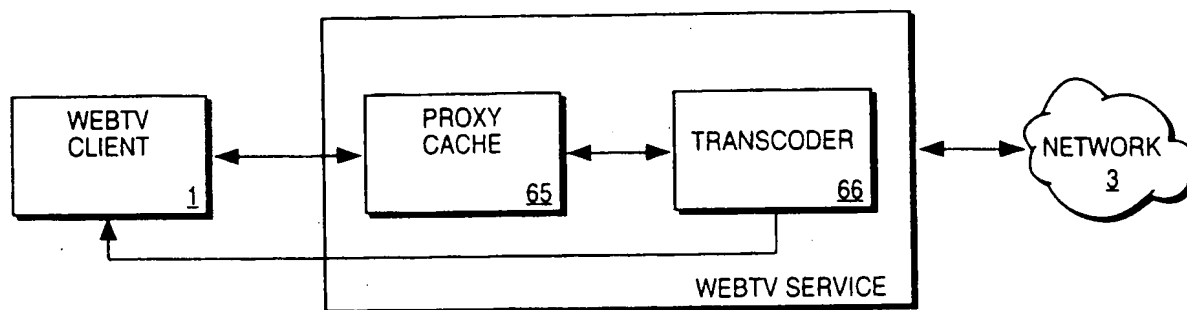 WEBTV
CLIENT
1
PROXY
CACHE
65
TRANSCODER
66
NETWORK
3
WEBTV SERVICE